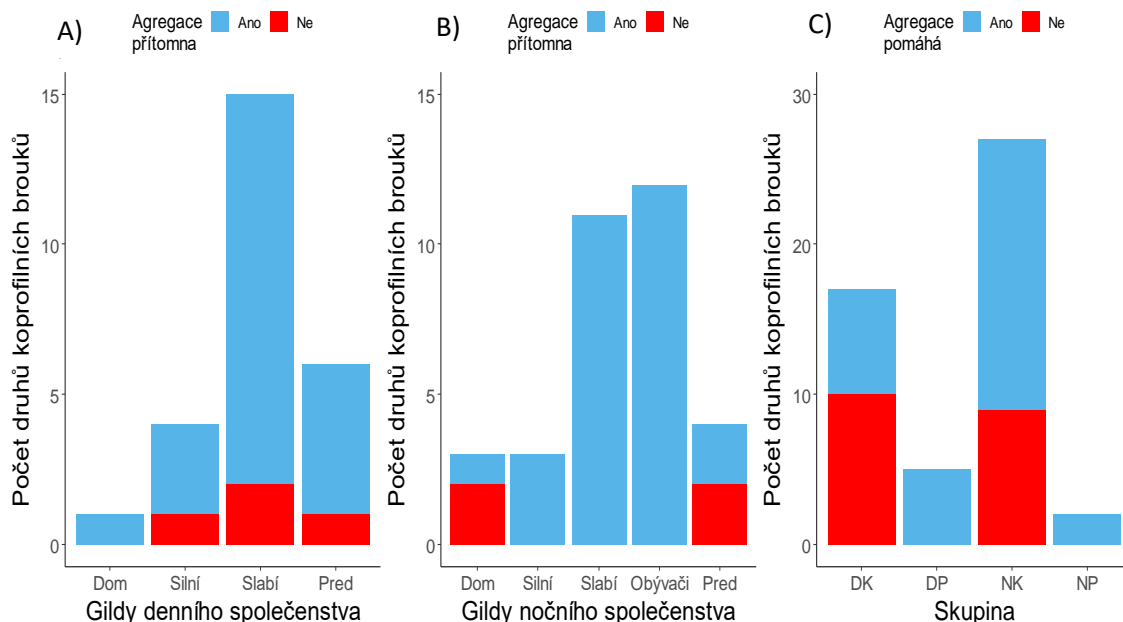 A)
Agregace
přítomna
Ano
Ne
Počet druhů koprofilních brouků
15
10
5
0
Dom Silní Slabí Pred
Gildy denního společenstva
B)
Agregace
přítomna
Ano
Ne
Počet druhů koprofilních brouků
15
10
5
0
Dom Silní Slabí Obývači Pred
Gildy nočního společenstva
C)
Agregace
pomáhá
Ano
Ne
Počet druhů koprofilních brouků
30
20
10
0
DK DP NK NP
Skupina